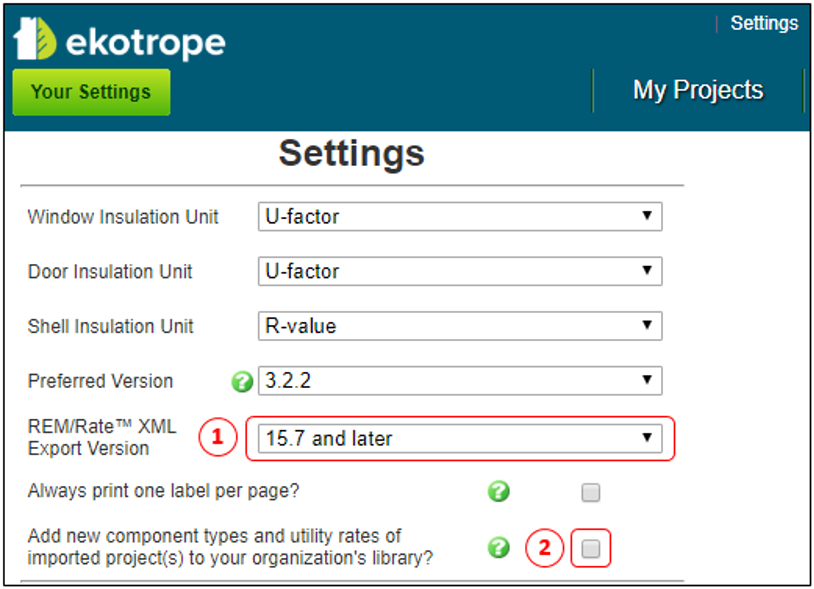 Settings
ekotrope
Your Settings
My Projects
Settings
Window Insulation Unit
U-factor
Door Insulation Unit
U-factor
Shell Insulation Unit
R-value
Preferred Version
?
3.2.2
REM/Rate™ XML
Export Version
1
15.7 and later
Always print one label per page?
?
Add new component types and utility rates of
imported project(s) to your organization's library?
?
2